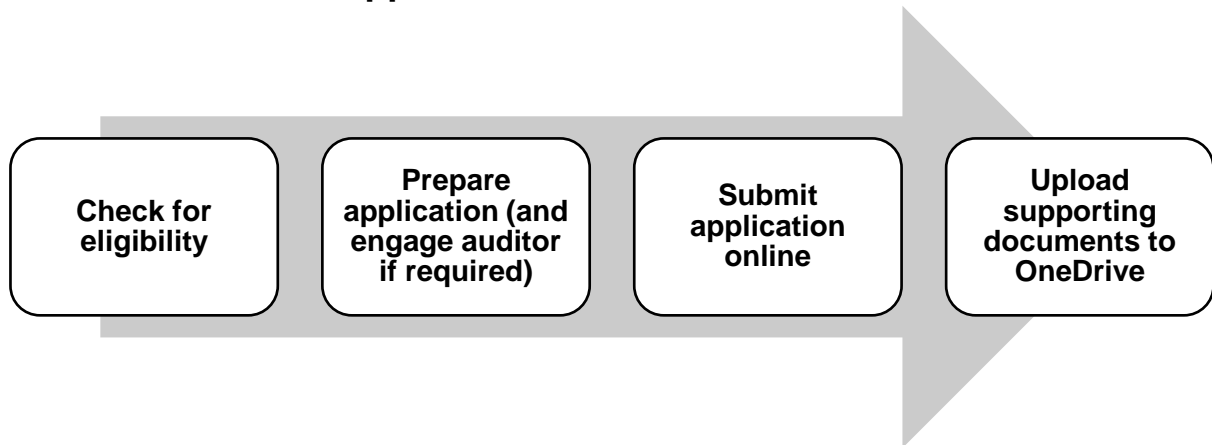 Check for
eligibility
Prepare
application (and
engage auditor
if required)
Submit
application
online
Upload
supporting
documents to
OneDrive